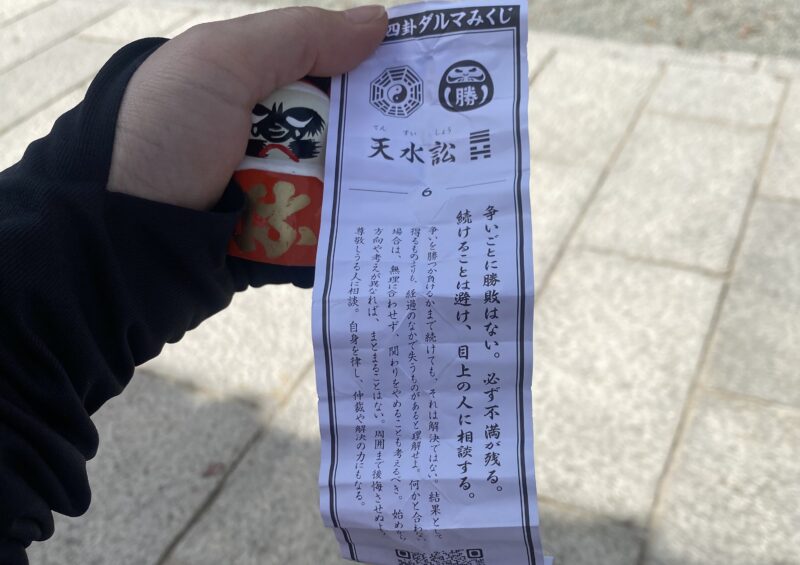 四卦ダルマみくじ
勝
てん すい しょう
天水訟
6
争いごとに勝敗はない。必ず不満が残る。
続けることは避け、目上の人に相談する。
争いを勝つか負けるかまで続けても、それは解決ではない。結果として
得るものよりも、経過のなかで失うものがあると理解せよ。何かと合わない
場合は、無理に合わせず、関わりをやめることも考えるべき。始めから
方向や考えが異なれば、まとまることはない。周囲まで後悔させぬよう、
尊敬しうる人に相談。自身を律し、仲裁や解決の力にもなる。